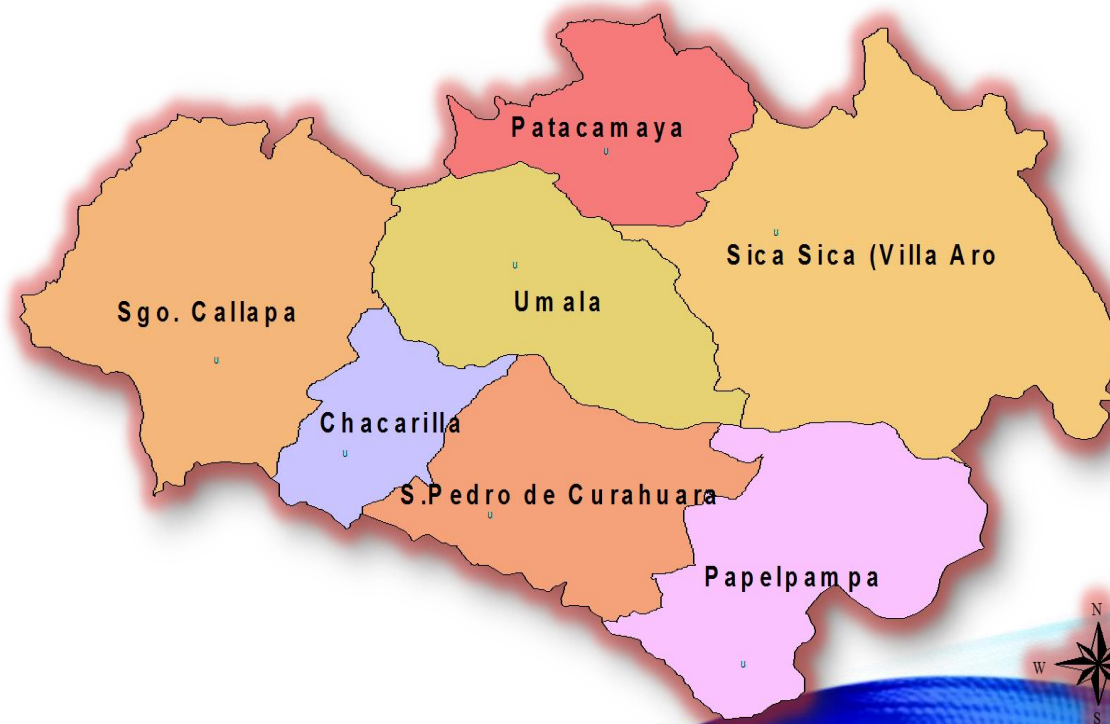 Patacamaya
u
u
Sica Sica (Villa Aro
u
Umala
Sgo. Callapa
u
Chacarilla
u
S.Pedro de Curahuara
u
Papelpampa
u
N
W
S